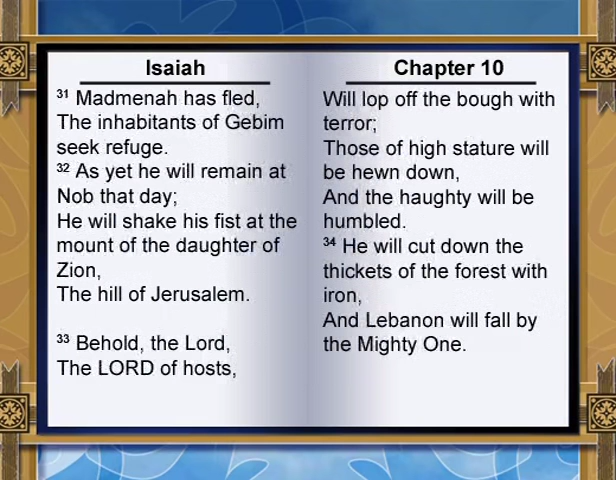 Isaiah
31 Madmenah has fled,
The inhabitants of Gebim
seek refuge.
32 As yet he will remain at
Nob that day;
He will shake his fist at the
mount of the daughter of
Zion,
The hill of Jerusalem.
33 Behold, the Lord,
The LORD of hosts,
Chapter 10
Will lop off the bough with
terror;
Those of high stature will
be hewn down,
And the haughty will be
humbled.
34 He will cut down the
thickets of the forest with
iron,
And Lebanon will fall by
the Mighty One.